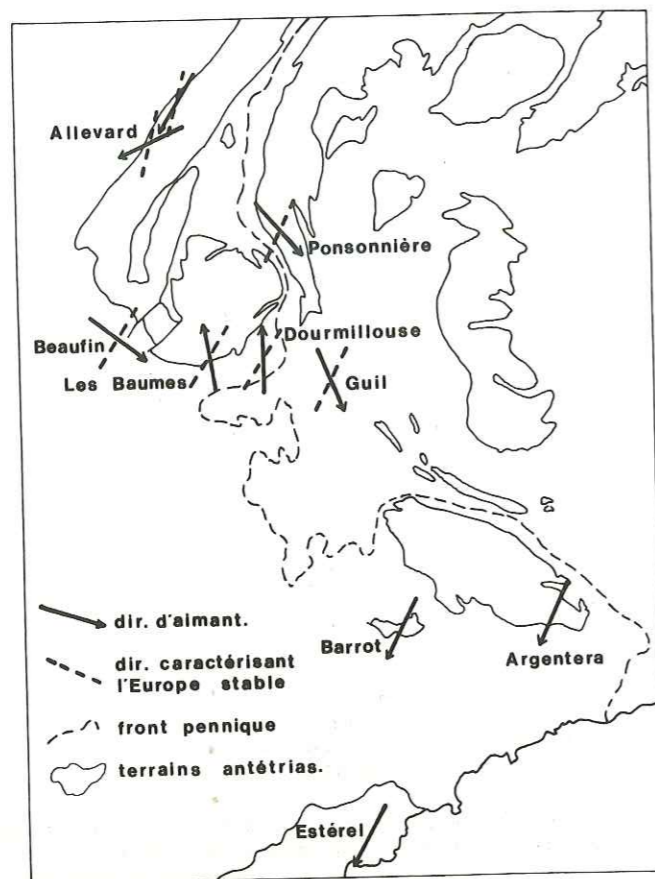 Allevard
Ponsonnière
Beaufin
Dourmillouse
Les Baumes
Guil
dir. d'aimant.
Barrot
Argentera
dir. caractérisant
l'Europe stable
front pennique
terrains antétrias.
Estérel